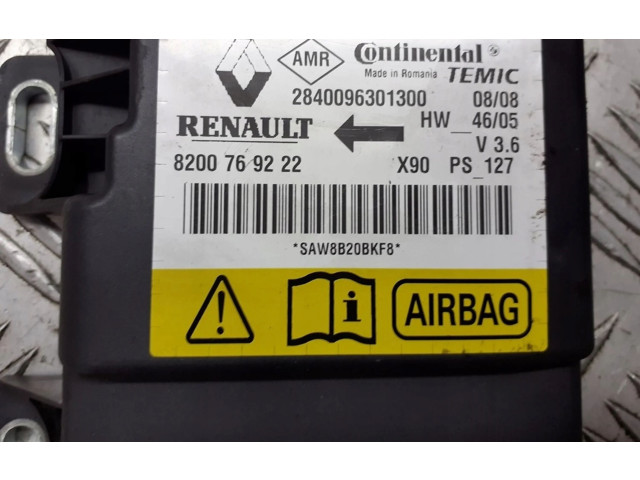 AMR Continental
Made in Romania TEMIC
2840096301300 08/08
RENAULT HW__46/05
V 3.6
8200 76 92 22 X90 PS_127
*SAW8B20BKF8*
! i AIRBAG